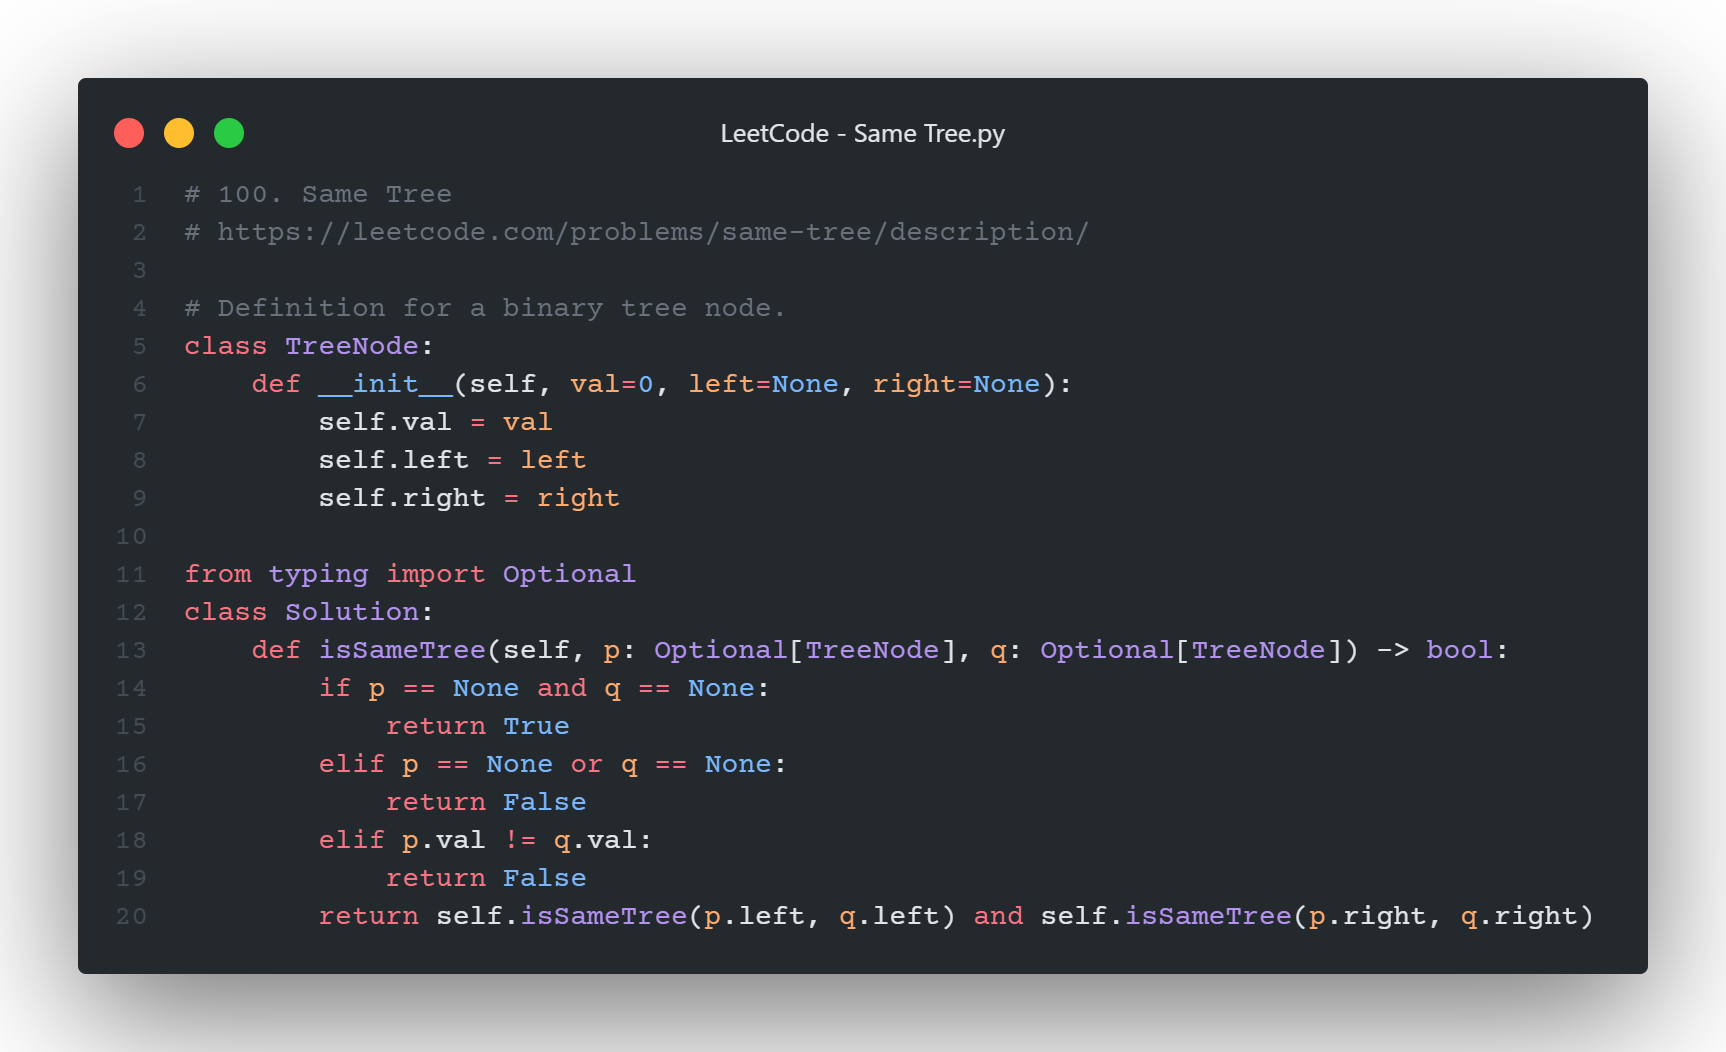 LeetCode - Same Tree.py
1 # 100. Same Tree
2 # https://leetcode.com/problems/same-tree/description/
3
4 # Definition for a binary tree node.
5 class TreeNode:
6     def __init__(self, val=0, left=None, right=None):
7         self.val = val
8         self.left = left
9         self.right = right
10
11 from typing import Optional
12 class Solution:
13     def isSameTree(self, p: Optional[TreeNode], q: Optional[TreeNode]) -> bool:
14         if p == None and q == None:
15             return True
16         elif p == None or q == None:
17             return False
18         elif p.val != q.val:
19             return False
20         return self.isSameTree(p.left, q.left) and self.isSameTree(p.right, q.right)